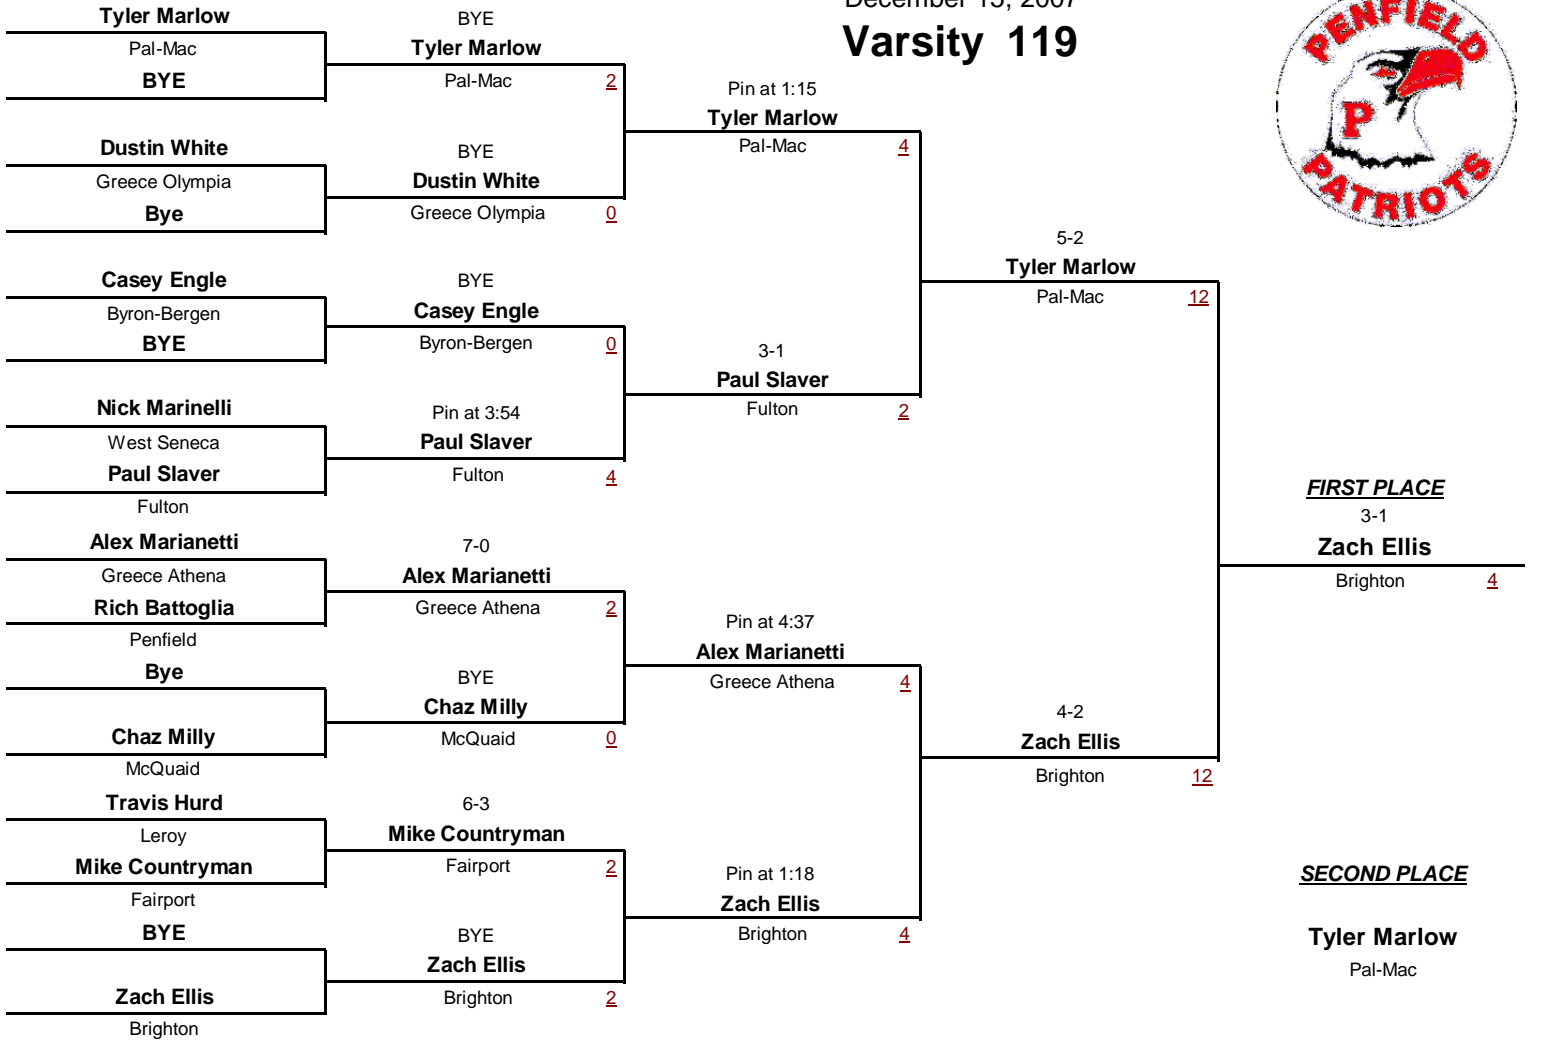 December 15, 2007
Varsity 119
PENFIELD
P
PATRIOTS
Tyler Marlow
Pal-Mac
BYE
Dustin White
Greece Olympia
Bye
Casey Engle
Byron-Bergen
BYE
Nick Marinelli
West Seneca
Paul Slaver
Fulton
Alex Marianetti
Greece Athena
Rich Battoglia
Penfield
Bye
Chaz Milly
McQuaid
Travis Hurd
Leroy
Mike Countryman
Fairport
BYE
Zach Ellis
Brighton
BYE
Tyler Marlow
Pal-Mac 2
BYE
Dustin White
Greece Olympia 0
BYE
Casey Engle
Byron-Bergen 0
Pin at 3:54
Paul Slaver
Fulton 4
7-0
Alex Marianetti
Greece Athena 2
BYE
Chaz Milly
McQuaid 0
6-3
Mike Countryman
Fairport 2
BYE
Zach Ellis
Brighton 2
Pin at 1:15
Tyler Marlow
Pal-Mac 4
3-1
Paul Slaver
Fulton 2
Pin at 4:37
Alex Marianetti
Greece Athena 4
Pin at 1:18
Zach Ellis
Brighton 4
5-2
Tyler Marlow
Pal-Mac 12
4-2
Zach Ellis
Brighton 12
FIRST PLACE
3-1
Zach Ellis
Brighton 4
SECOND PLACE
Tyler Marlow
Pal-Mac